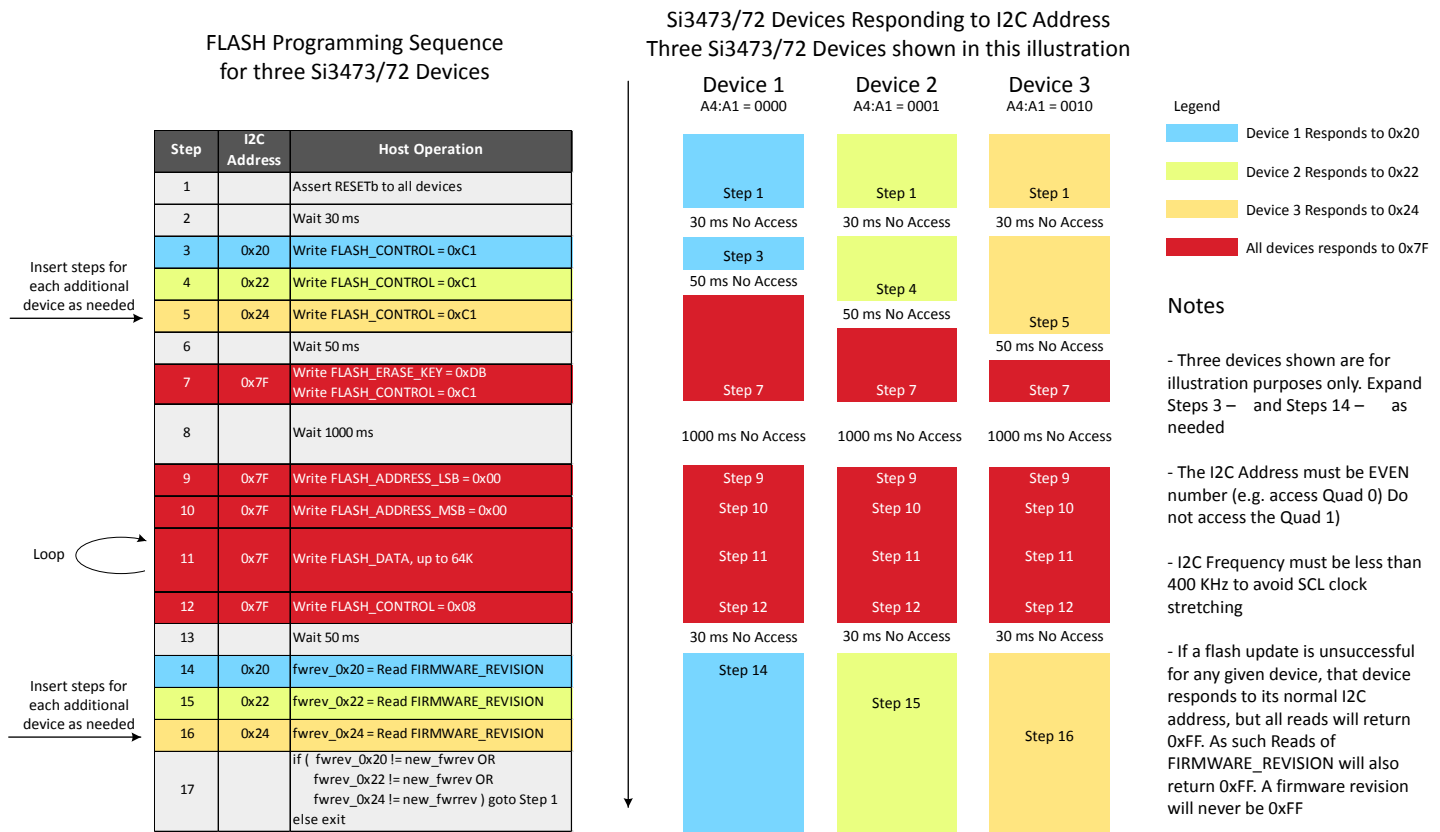 FLASH Programming Sequence
for three Si3473/72 Devices
Step I2C Address Host Operation
1 Assert RESETb to all devices
2 Wait 30 ms
3 0x20 Write FLASH_CONTROL = 0xC1
4 0x22 Write FLASH_CONTROL = 0xC1
5 0x24 Write FLASH_CONTROL = 0xC1
6 Wait 50 ms
7 0x7F Write FLASH_ERASE_KEY = 0xDB
Write FLASH_CONTROL = 0xC1
8 Wait 1000 ms
9 0x7F Write FLASH_ADDRESS_LSB = 0x00
10 0x7F Write FLASH_ADDRESS_MSB = 0x00
11 0x7F Write FLASH_DATA, up to 64K
12 0x7F Write FLASH_CONTROL = 0x08
13 Wait 50 ms
14 0x20 fwrev_0x20 = Read FIRMWARE_REVISION
15 0x22 fwrev_0x22 = Read FIRMWARE_REVISION
16 0x24 fwrev_0x24 = Read FIRMWARE_REVISION
17 if ( fwrev_0x20 != new_fwrev OR
fwrev_0x22 != new_fwrev OR
fwrev_0x24 != new_fwrrev ) goto Step 1
else exit
Insert steps for
each additional
device as needed
Loop
Insert steps for
each additional
device as needed
Si3473/72 Devices Responding to I2C Address
Three Si3473/72 Devices shown in this illustration
Device 1
A4:A1 = 0000
Step 1
30 ms No Access
Step 3
50 ms No Access
Step 7
1000 ms No Access
Step 9
Step 10
Step 11
Step 12
30 ms No Access
Step 14
Device 2
A4:A1 = 0001
Step 1
30 ms No Access
Step 4
50 ms No Access
Step 7
1000 ms No Access
Step 9
Step 10
Step 11
Step 12
30 ms No Access
Step 15
Device 3
A4:A1 = 0010
Step 1
30 ms No Access
Step 5
50 ms No Access
Step 7
1000 ms No Access
Step 9
Step 10
Step 11
Step 12
30 ms No Access
Step 16
Legend
Device 1 Responds to 0x20
Device 2 Responds to 0x22
Device 3 Responds to 0x24
All devices responds to 0x7F
Notes
- Three devices shown are for
illustration purposes only. Expand
Steps 3 – and Steps 14 – as
needed
- The I2C Address must be EVEN
number (e.g. access Quad 0) Do
not access the Quad 1)
- I2C Frequency must be less than
400 KHz to avoid SCL clock
stretching
- If a flash update is unsuccessful
for any given device, that device
responds to its normal I2C
address, but all reads will return
0xFF. As such Reads of
FIRMWARE_REVISION will also
return 0xFF. A firmware revision
will never be 0xFF